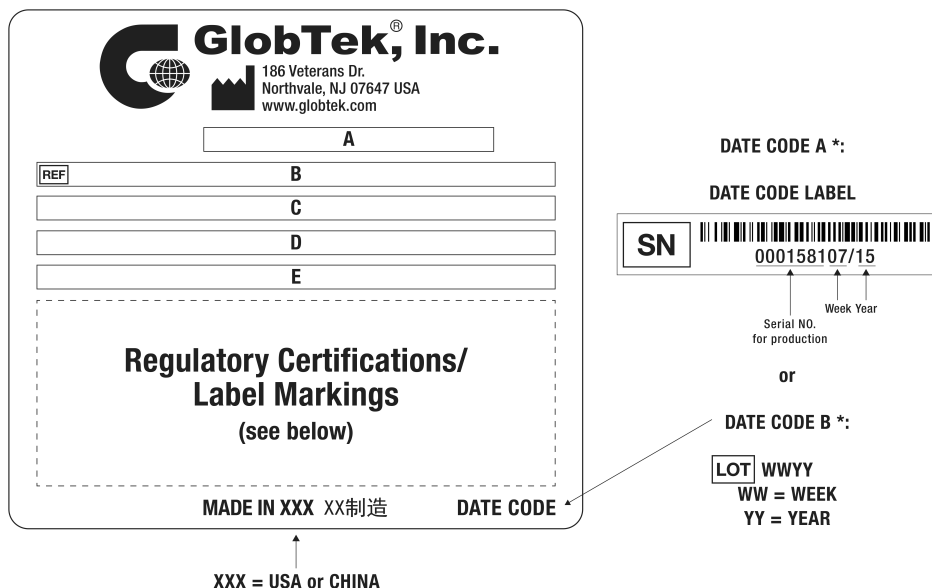 GlobTek,® Inc.
186 Veterans Dr.
Northvale, NJ 07647 USA
www.globtek.com
A
REF B
C
D
E
Regulatory Certifications/
Label Markings
(see below)
MADE IN XXX XX制造 DATE CODE
XXX = USA or CHINA
DATE CODE A *:
DATE CODE LABEL
SN
00015810​7/15
Week Year
Serial NO.
for production
or
DATE CODE B *:
LOT WWYY
WW = WEEK
YY = YEAR